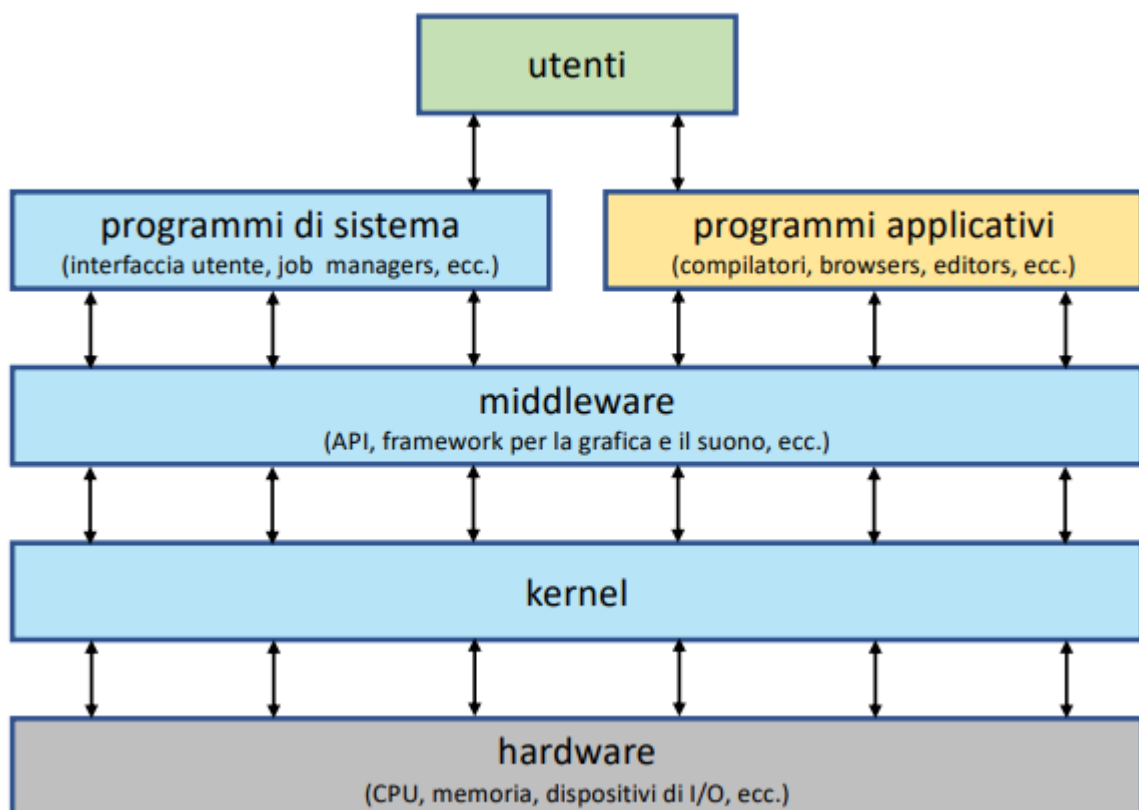 utenti
programmi di sistema
(interfaccia utente, job managers, ecc.)
programmi applicativi
(compilatori, browsers, editors, ecc.)
middleware
(API, framework per la grafica e il suono, ecc.)
kernel
hardware
(CPU, memoria, dispositivi di I/O, ecc.)